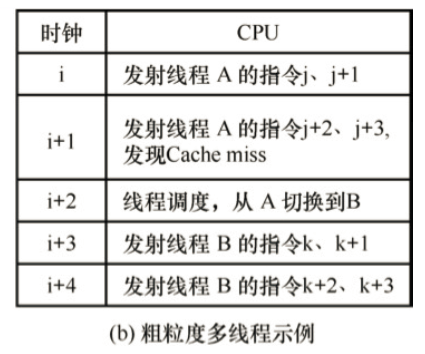 时钟 CPU
i 发射线程 A 的指令j、j+1
i+1 发射线程 A 的指令j+2、j+3,
发现Cache miss
i+2 线程调度，从 A 切换到B
i+3 发射线程 B 的指令k、k+1
i+4 发射线程 B 的指令k+2、k+3
(b) 粗粒度多线程示例